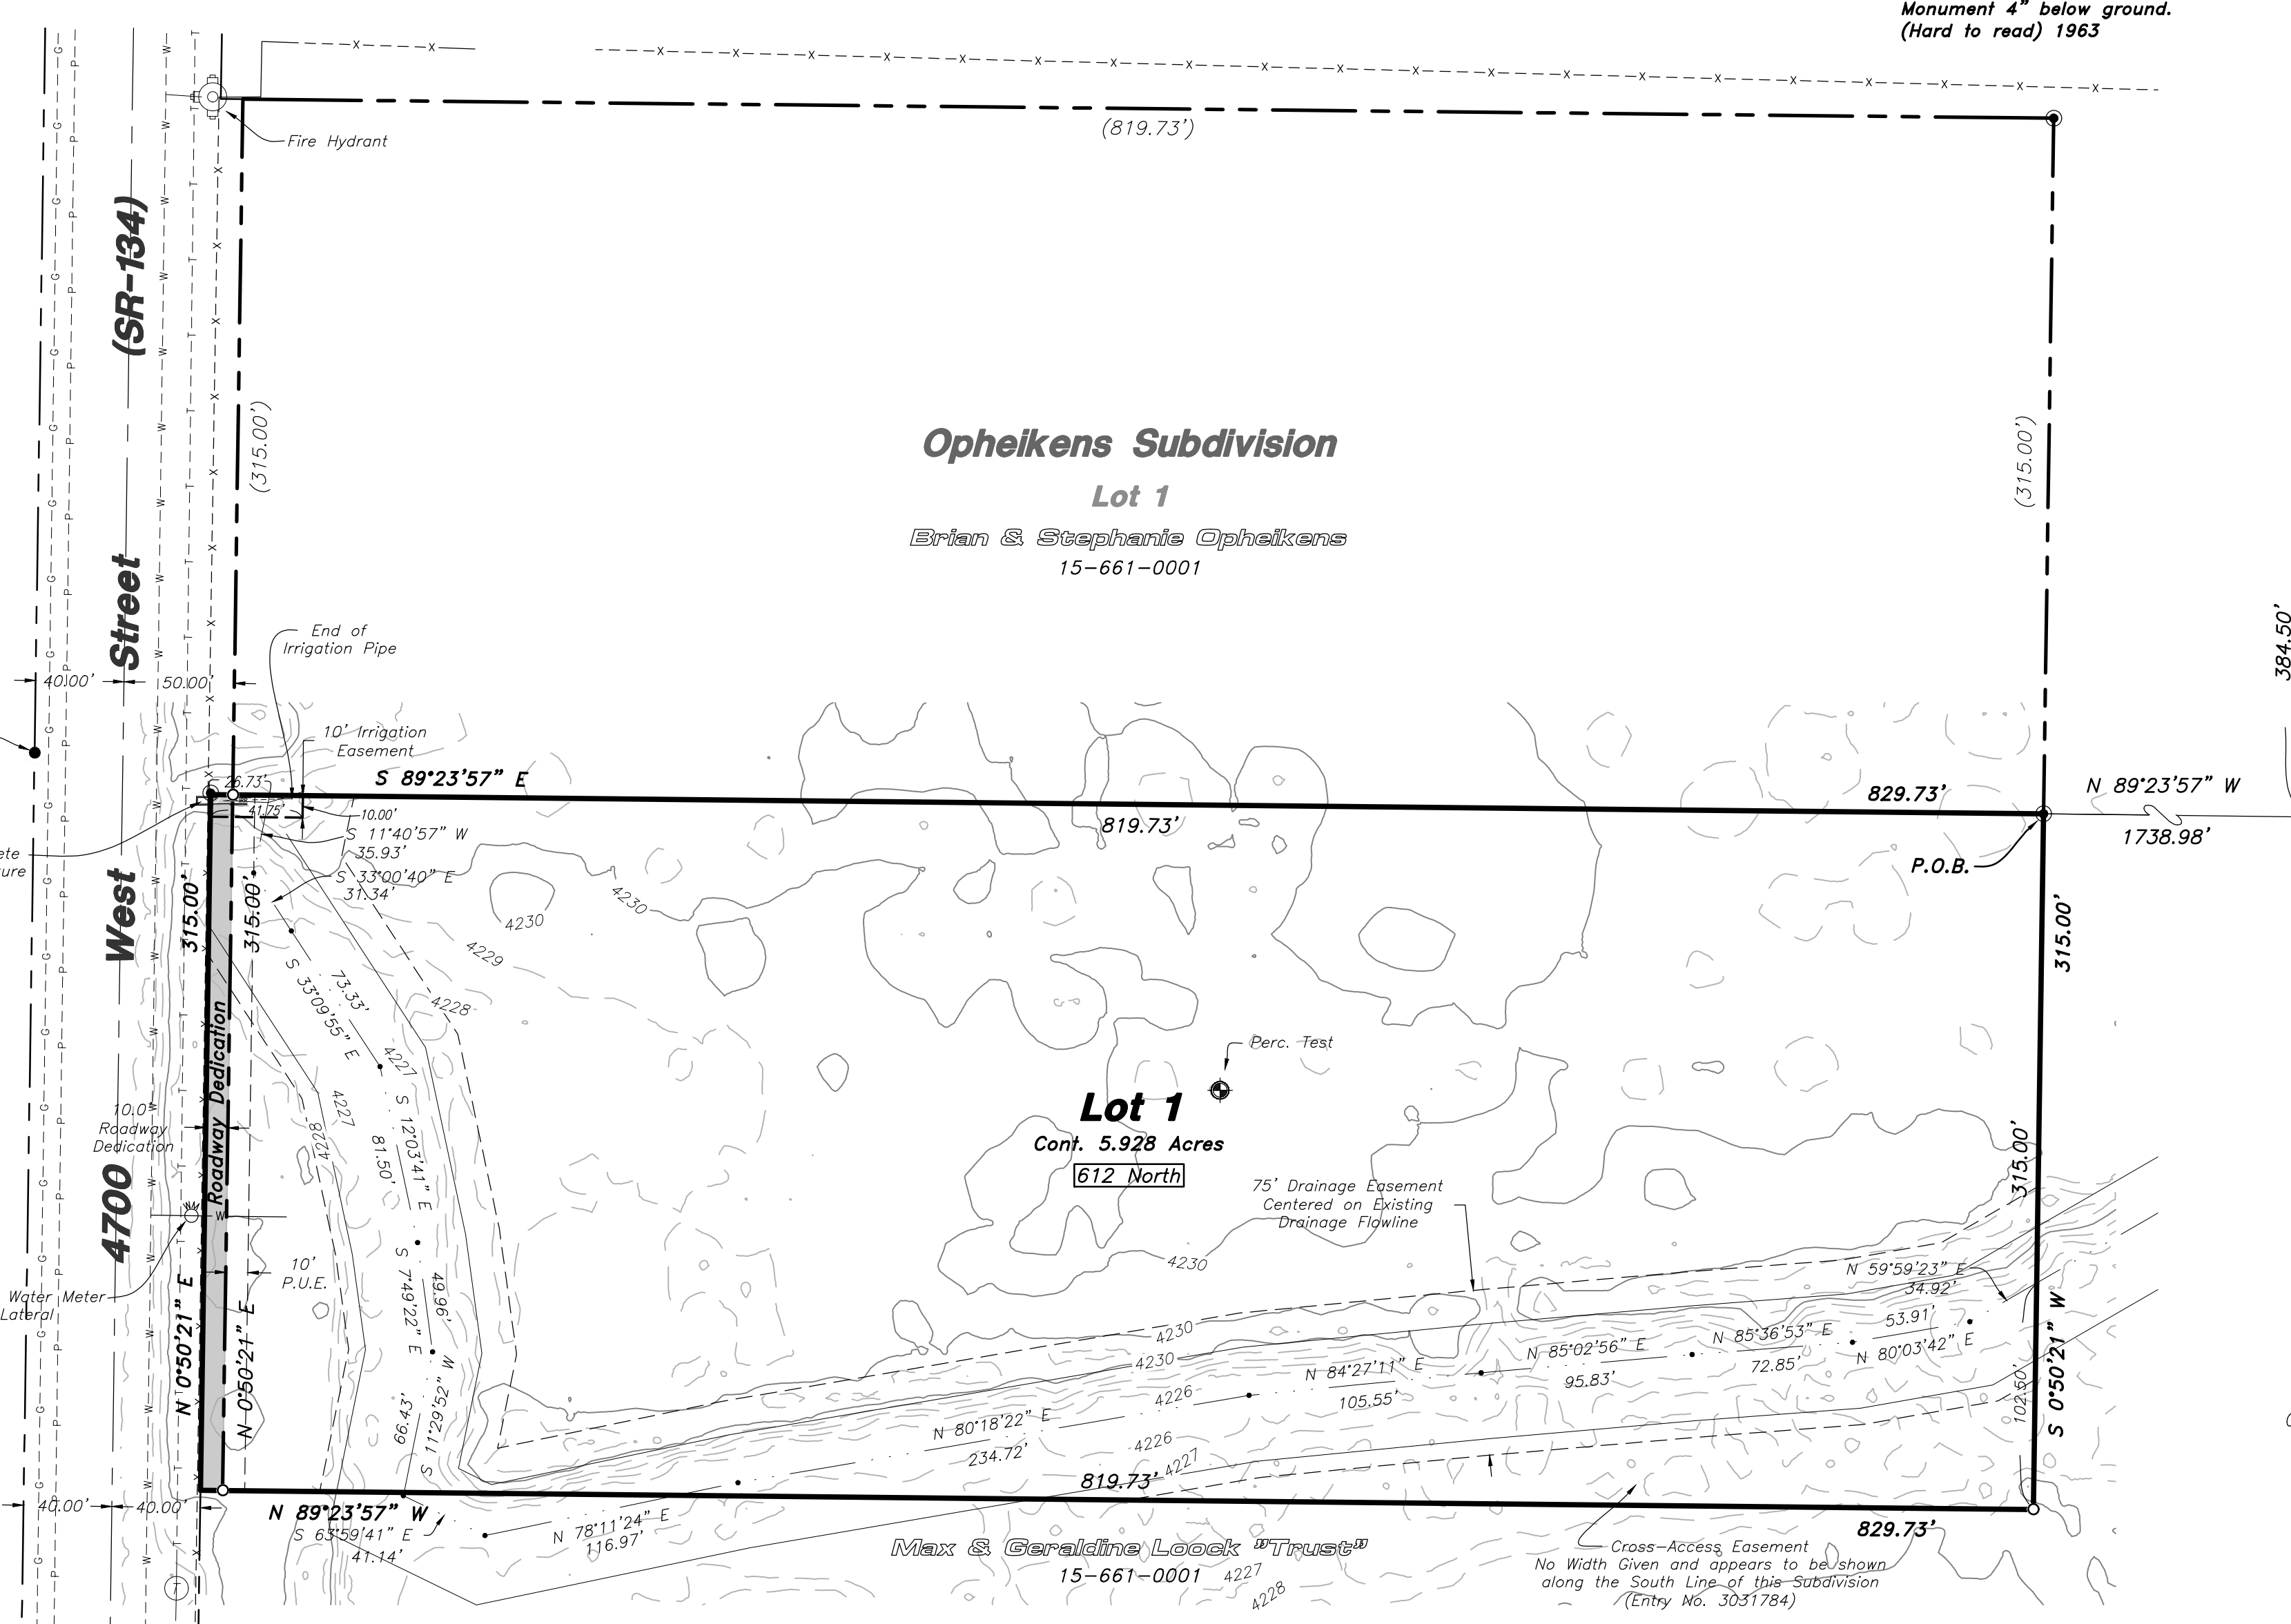 Monument 4" below ground.
(Hard to read) 1963
(819.73')
Fire Hydrant
(SR-134)
(315.00')
(315.00')
Opheikens Subdivision
Lot 1
Brian & Stephanie Opheikens
15-661-0001
384.50'
Street
End of
Irrigation Pipe
40.00'
50.00'
10' Irrigation
Easement
26.73'
S 89°23'57" E
829.73'
N 89°23'57" W
1738.98'
41.75'
10.00'
819.73'
S 11°40'57" W
35.93'
P.O.B.
S 33°00'40" E
31.34'
West
315.00'
315.00'
315.00'
4230
4230
4229
4228
73.33'
S 33°09'55" E
4227
4227
4228
Perc. Test
Roadway Dedication
10.0'
Roadway
Dedication
S 12°03'41" E
81.50'
Lot 1
Cont. 5.928 Acres
612 North
315.00'
75' Drainage Easement
Centered on Existing
Drainage Flowline
4700
W
10'
P.U.E.
S 7°49'22" E
49.96'
4230
N 59°59'23" E
34.92'
Water Meter
Lateral
N 0°50'21" E
N 0°50'21" E
4230
4230
53.91'
N 80°03'42" E
N 85°36'53" E
72.85'
N 85°02'56" E
95.83'
N 84°27'11" E
105.55'
S 0°50'21" W
102.50'
4226
S 11°29'52" W
66.43'
N 80°18'22" E
234.72'
4226
4227
819.73'
40.00'
40.00'
N 89°23'57" W
S 63°59'41" E
41.14'
N 78°11'24" E
116.97'
829.73'
Max & Geraldine Loock "Trust"
15-661-0001
4227
4228
Cross-Access Easement
No Width Given and appears to be shown
along the South Line of this Subdivision
(Entry No. 3031784)
T